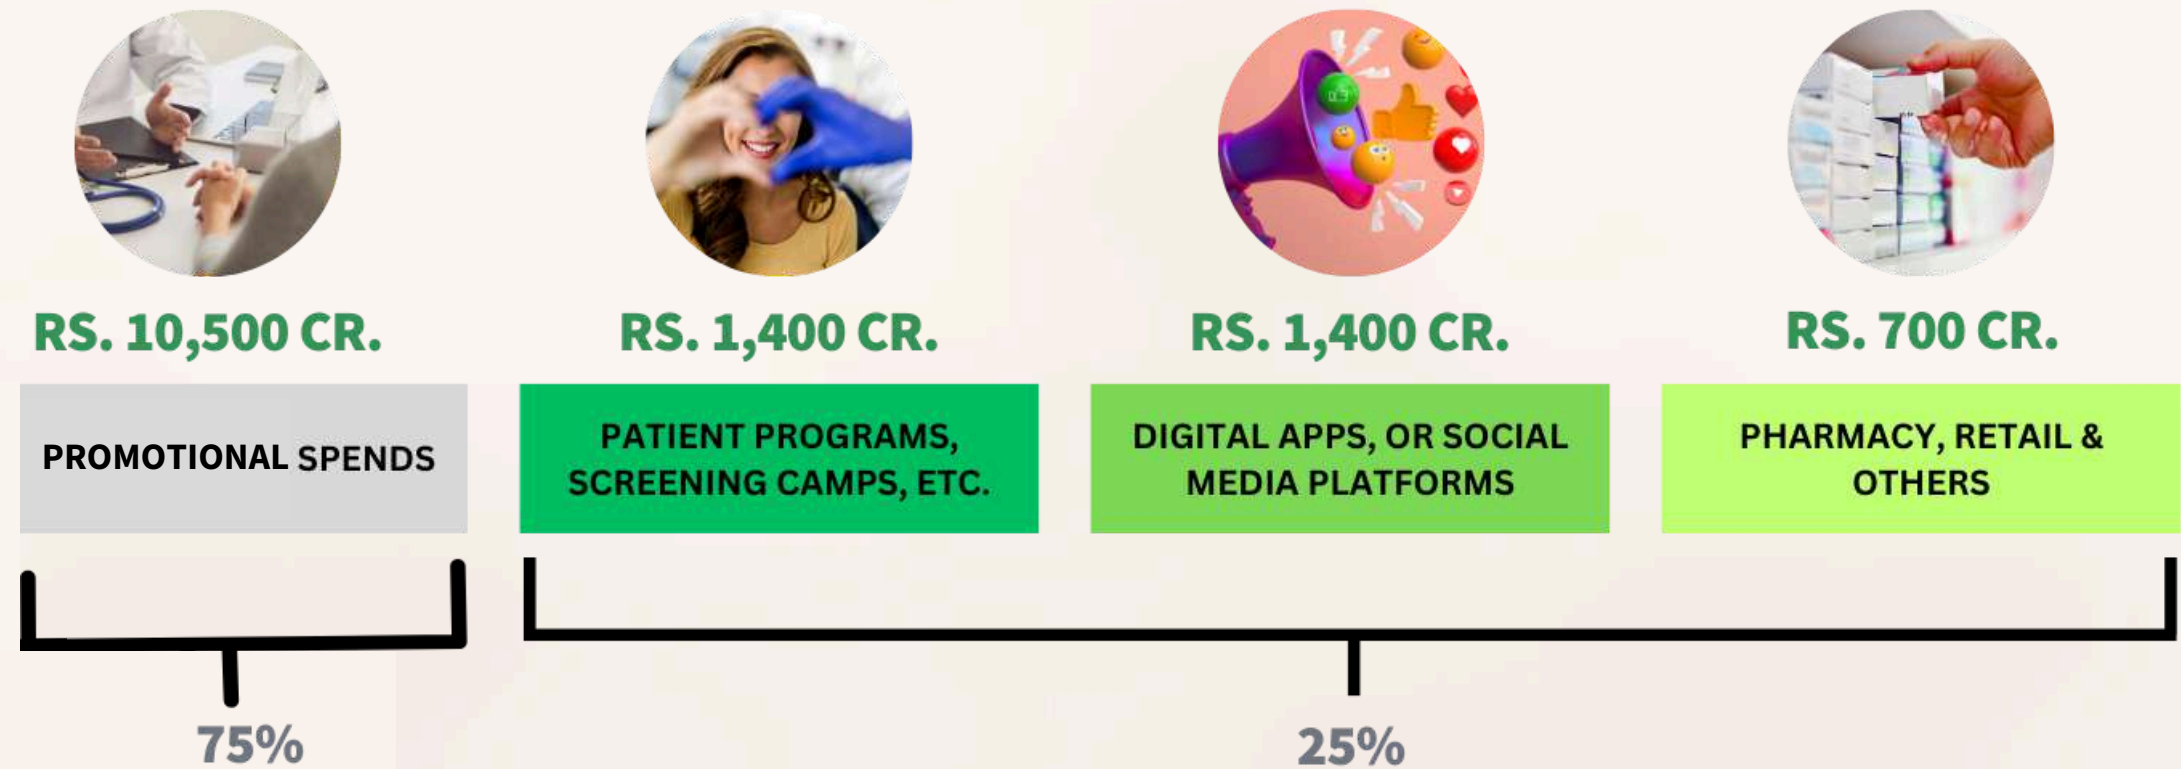 RS. 10,500 CR.
RS. 1,400 CR.
RS. 1,400 CR.
RS. 700 CR.
PROMOTIONAL SPENDS
PATIENT PROGRAMS,
SCREENING CAMPS, ETC.
DIGITAL APPS, OR SOCIAL
MEDIA PLATFORMS
PHARMACY, RETAIL &
OTHERS
75%
25%